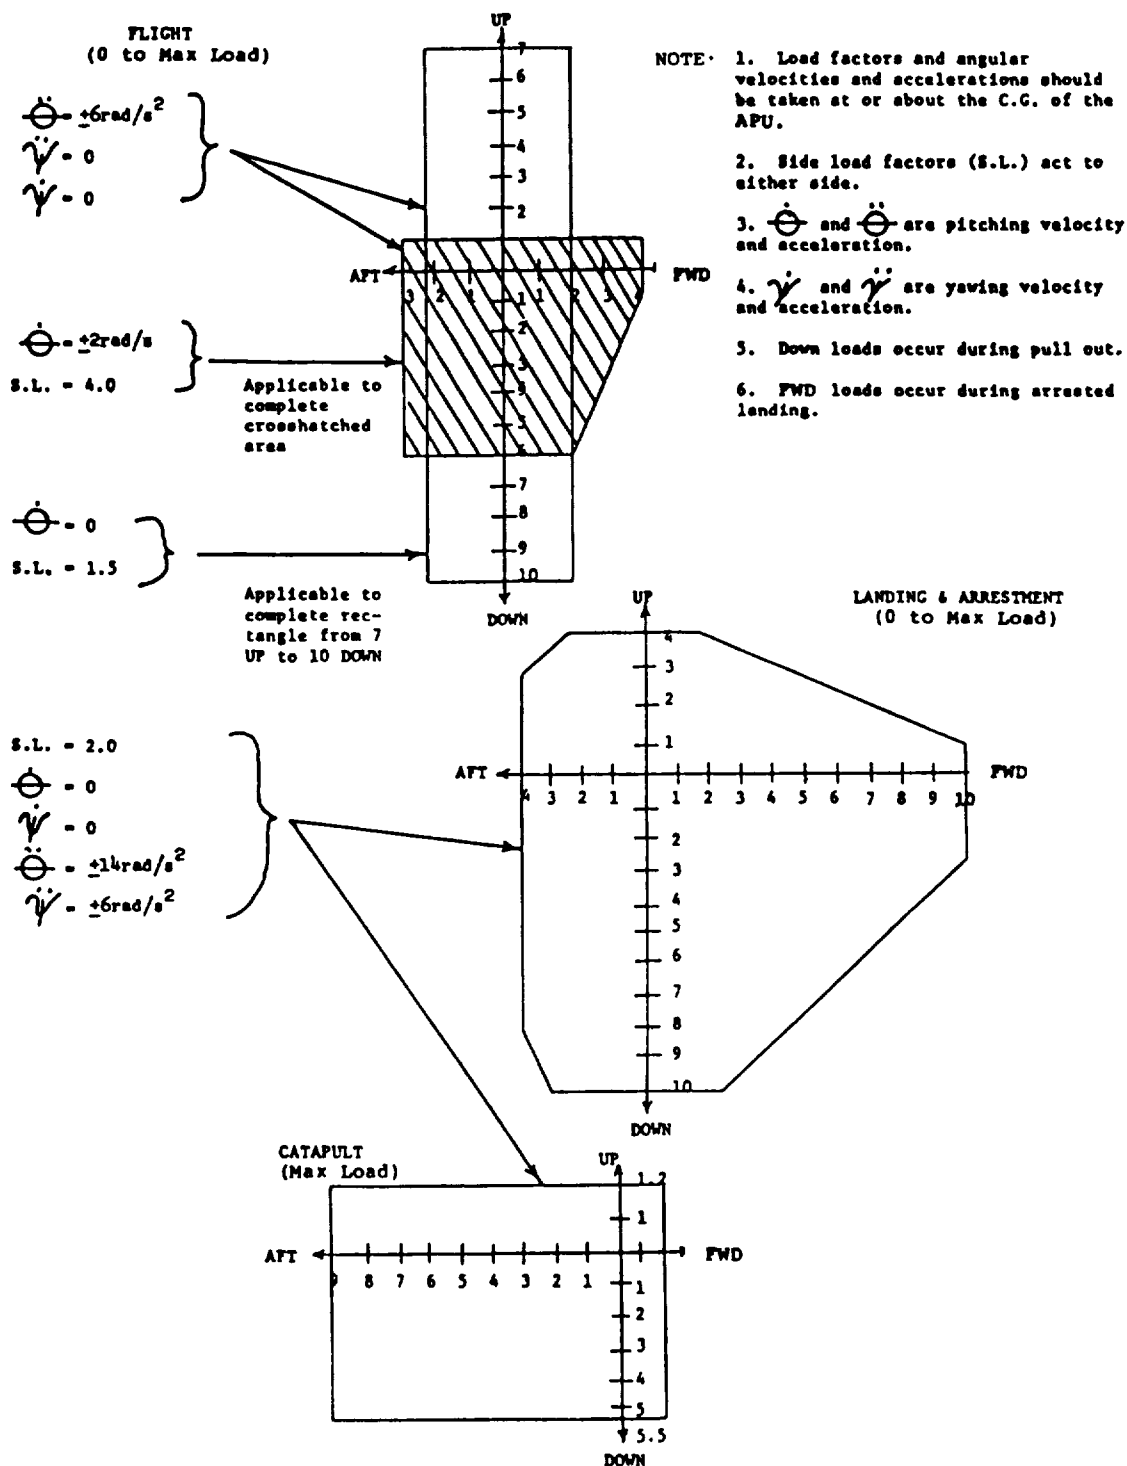 FLIGHT
(0 to Max Load)
θ̈ = ±6rad/s²
ψ̈ = 0
ψ̇ = 0
θ̇ = ±2rad/s
S.L. = 4.0
Applicable to
complete
crosshatched
area
θ̇ = 0
S.L. = 1.5
Applicable to
complete rec-
tangle from 7
UP to 10 DOWN
UP
7
6
5
4
3
2
AFT
3 2 1 1 2 3
FWD
1
2
3
5
7
8
9
10
DOWN
NOTE· 1. Load factors and angular
velocities and accelerations should
be taken at or about the C.G. of the
APU.
2. Side load factors (S.L.) act to
either side.
3. θ̇ and θ̈ are pitching velocity
and acceleration.
4. ψ̇ and ψ̈ are yawing velocity
and acceleration.
5. Down loads occur during pull out.
6. FWD loads occur during arrested
landing.
LANDING & ARRESTMENT
(0 to Max Load)
UP
4
3
2
1
AFT
4 3 2 1 1 2 3 4 5 6 7 8 9 10
FWD
2
3
4
5
6
7
8
9
10
DOWN
S.L. = 2.0
θ̇ = 0
ψ̇ = 0
θ̈ = ±14rad/s²
ψ̈ = ±6rad/s²
CATAPULT
(Max Load)
UP
1.2
1
AFT
8 7 6 5 4 3 2 1
FWD
1
2
3
4
5
5.5
DOWN